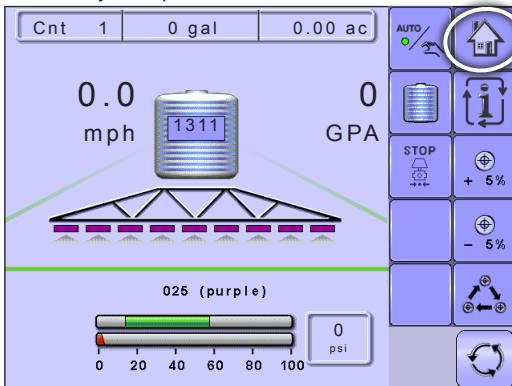 Cnt 1 0 gal 0.00 ac
AUTO
0.0
mph
1311
0
GPA
STOP
+ 5%
- 5%
025 (purple)
0
psi
0 20 40 60 80 100